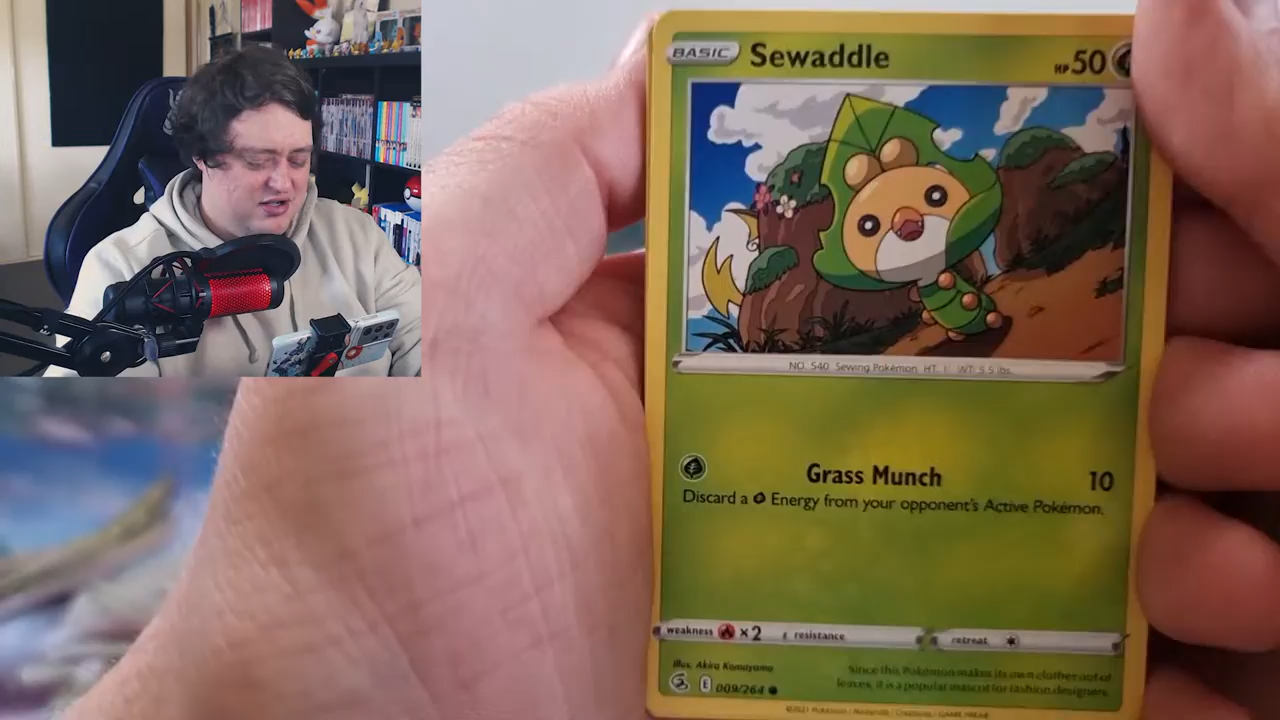 BASIC Sewaddle HP 50
NO. 540 Sewing Pokémon HT. 1' WT. 5.5 lbs.
Grass Munch 10
Discard a Energy from your opponent's Active Pokémon.
weakness ×2 resistance retreat
Illus. Akira Komayama
Since this Pokémon makes its own clothes out of
leaves, it is a popular mascot for fashion designers.
E 009/264
©2021 Pokémon / Nintendo / Creatures / GAME FREAK